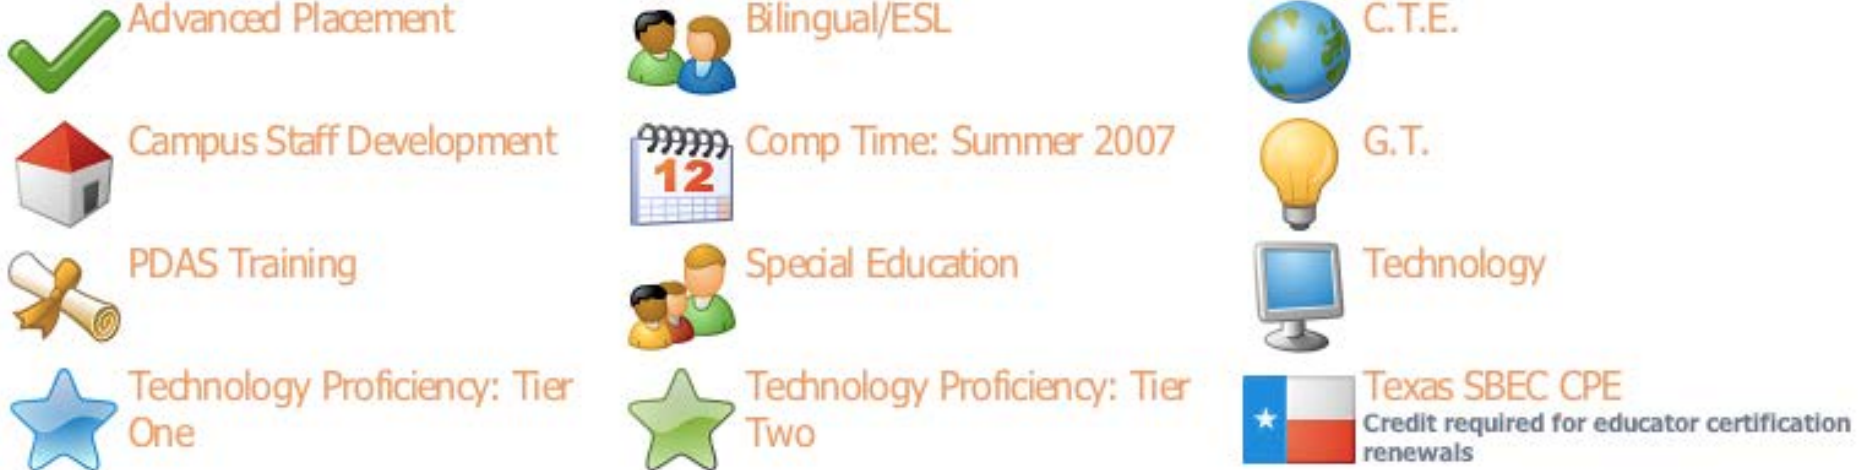 Advanced Placement
Bilingual/ESL
C.T.E.
Campus Staff Development
12
Comp Time: Summer 2007
G.T.
PDAS Training
Special Education
Technology
Technology Proficiency: Tier
One
Technology Proficiency: Tier
Two
Texas SBEC CPE
Credit required for educator certification
renewals